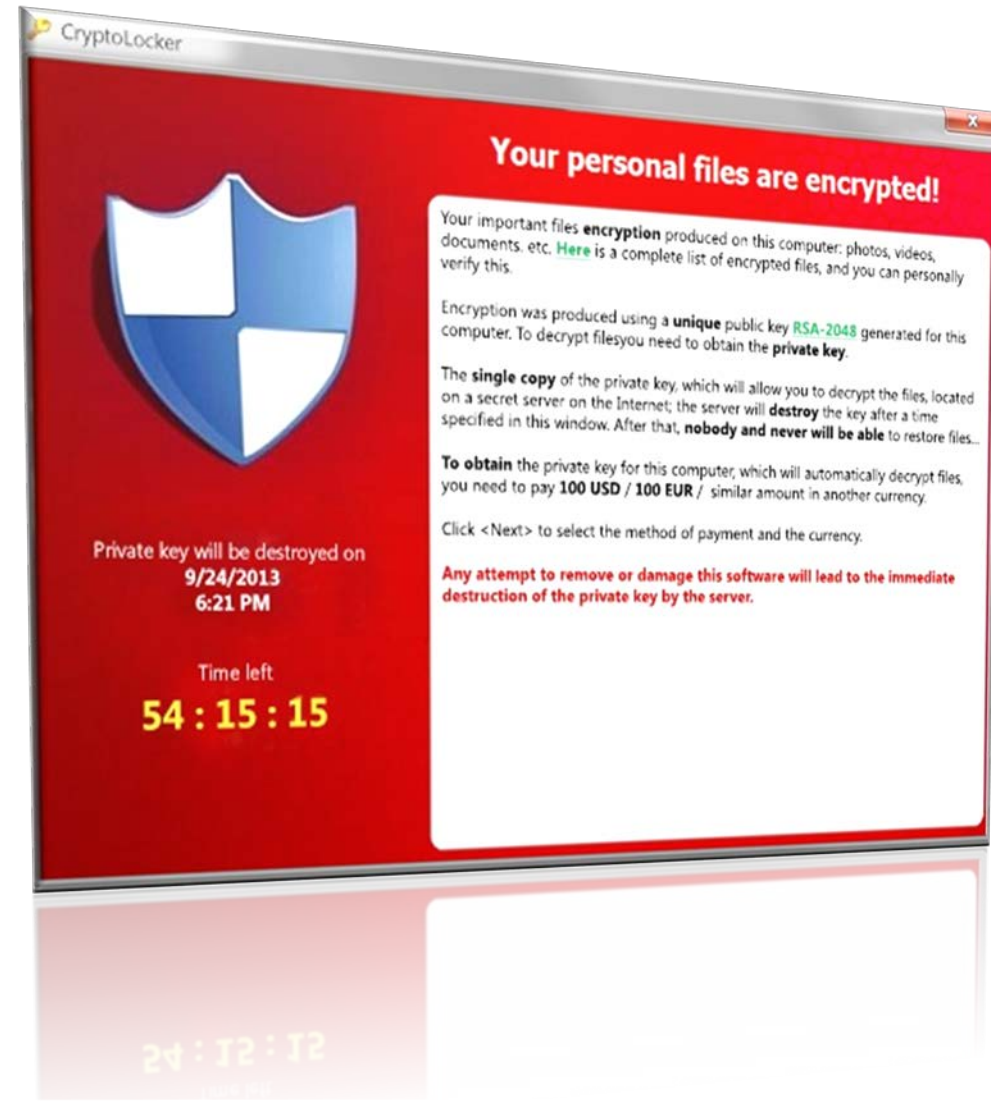 CryptoLocker
X
Your personal files are encrypted!
Your important files encryption produced on this computer: photos, videos,
documents. etc. Here is a complete list of encrypted files, and you can personally
verify this.
Encryption was produced using a unique public key RSA-2048 generated for this
computer. To decrypt filesyou need to obtain the private key.
The single copy of the private key, which will allow you to decrypt the files, located
on a secret server on the Internet; the server will destroy the key after a time
specified in this window. After that, nobody and never will be able to restore files...
To obtain the private key for this computer, which will automatically decrypt files,
you need to pay 100 USD / 100 EUR / similar amount in another currency.
Click <Next> to select the method of payment and the currency.
Any attempt to remove or damage this software will lead to the immediate
destruction of the private key by the server.
Private key will be destroyed on
9/24/2013
6:21 PM
Time left
54 : 15 : 15